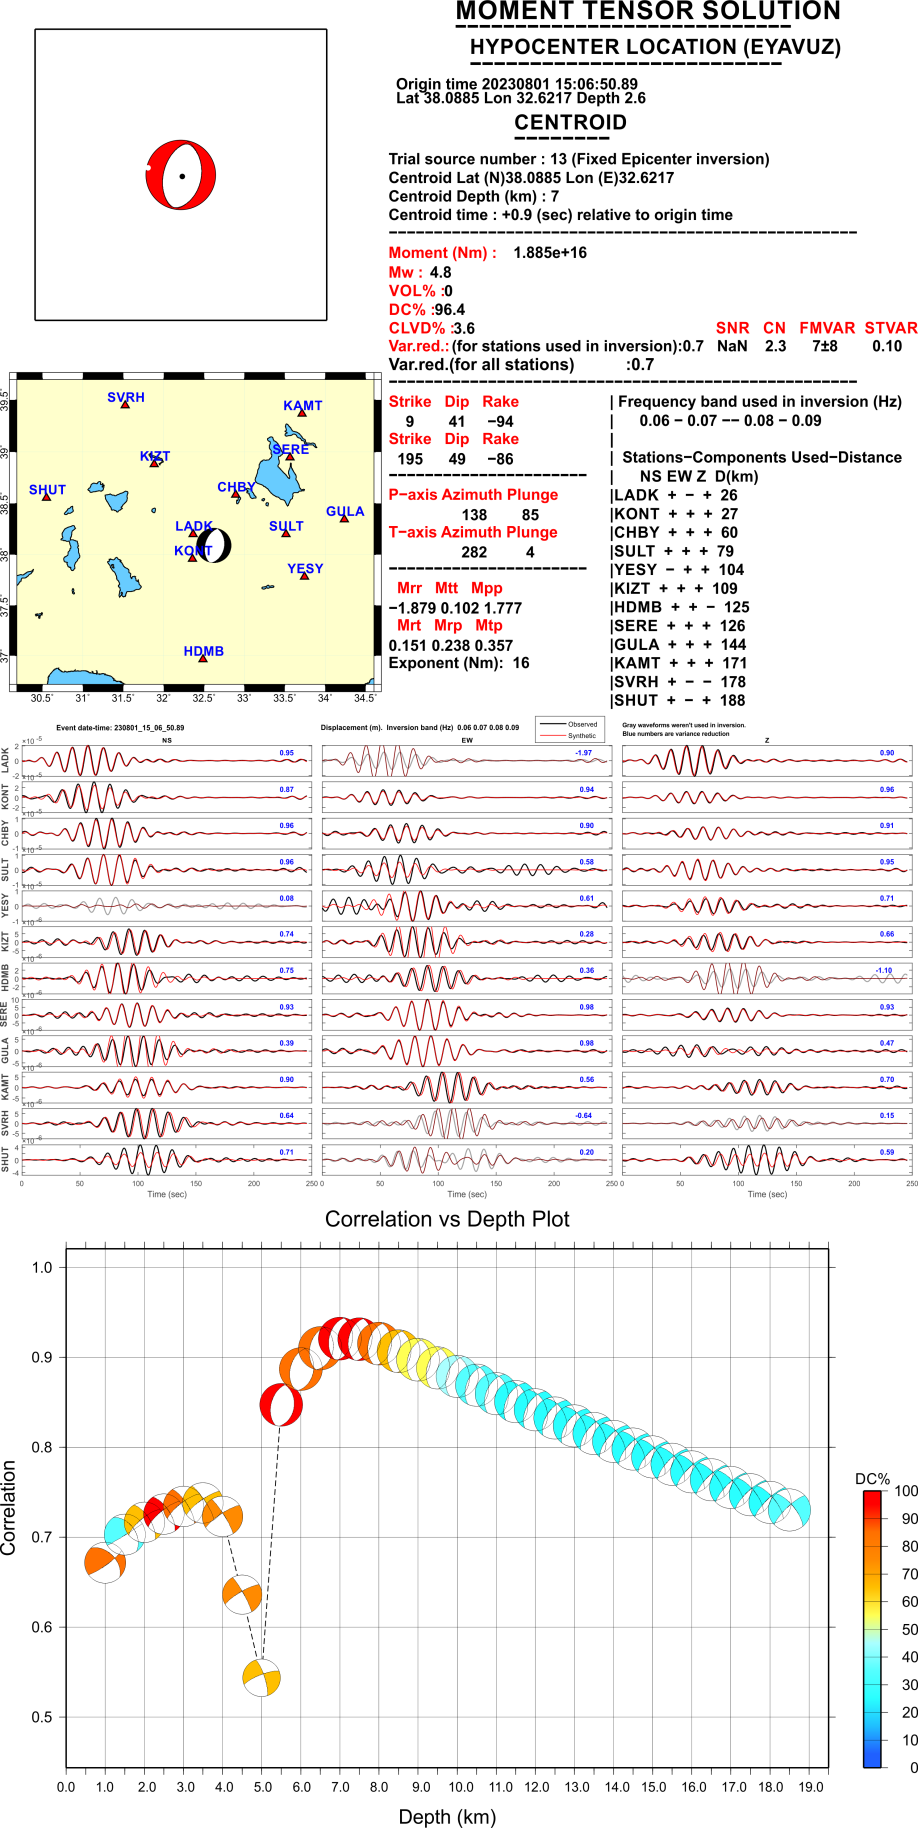 MOMENT TENSOR SOLUTION
HYPOCENTER LOCATION (EYAVUZ)
Origin time 20230801 15:06:50.89
Lat 38.0885 Lon 32.6217 Depth 2.6
CENTROID
Trial source number : 13 (Fixed Epicenter inversion)
Centroid Lat (N)38.0885 Lon (E)32.6217
Centroid Depth (km) : 7
Centroid time : +0.9 (sec) relative to origin time
Moment (Nm) : 1.885e+16
Mw : 4.8
VOL% :0
DC% :96.4
CLVD% :3.6 SNR CN FMVAR STVAR
Var.red.: (for stations used in inversion):0.7 NaN 2.3 7±8 0.10
Var.red.(for all stations) :0.7
Strike Dip Rake
9 41 −94
Strike Dip Rake
195 49 −86
P−axis Azimuth Plunge
138 85
T−axis Azimuth Plunge
282 4
Mrr Mtt Mpp
−1.879 0.102 1.777
Mrt Mrp Mtp
0.151 0.238 0.357
Exponent (Nm): 16
| Frequency band used in inversion (Hz)
| 0.06 − 0.07 −− 0.08 − 0.09
|
| Stations−Components Used−Distance
| NS EW Z D(km)
|LADK + − + 26
|KONT + + + 27
|CHBY + + + 60
|SULT + + + 79
|YESY − + + 104
|KIZT + + + 109
|HDMB + + − 125
|SERE + + + 126
|GULA + + + 144
|KAMT + + + 171
|SVRH + − − 178
|SHUT + − + 188
SVRH
KAMT
KIZT
SERE
SHUT
CHBY
GULA
LADK
SULT
KONT
YESY
HDMB
39.5°
39°
38.5°
38°
37.5°
37°
30.5° 31° 31.5° 32° 32.5° 33° 33.5° 34° 34.5°
Event date-time: 230801_15_06_50.89
Displacement (m). Inversion band (Hz) 0.06 0.07 0.08 0.09
Observed
Synthetic
Gray waveforms weren't used in inversion.
Blue numbers are variance reduction
NS EW Z
LADK 0.95 -1.97 0.90
KONT 0.87 0.94 0.96
CHBY 0.96 0.90 0.91
SULT 0.96 0.58 0.95
YESY 0.08 0.61 0.71
KIZT 0.74 0.28 0.66
HDMB 0.75 0.36 -1.10
SERE 0.93 0.98 0.93
GULA 0.39 0.98 0.47
KAMT 0.90 0.56 0.70
SVRH 0.64 -0.64 0.15
SHUT 0.71 0.20 0.59
0 50 100 150 200 250 0 50 100 150 200 250 0 50 100 150 200 250
Time (sec) Time (sec) Time (sec)
Correlation vs Depth Plot
1.0
0.9
0.8
0.7
0.6
0.5
Correlation
0.0 1.0 2.0 3.0 4.0 5.0 6.0 7.0 8.0 9.0 10.0 11.0 12.0 13.0 14.0 15.0 16.0 17.0 18.0 19.0
Depth (km)
DC%
100
90
80
70
60
50
40
30
20
10
0